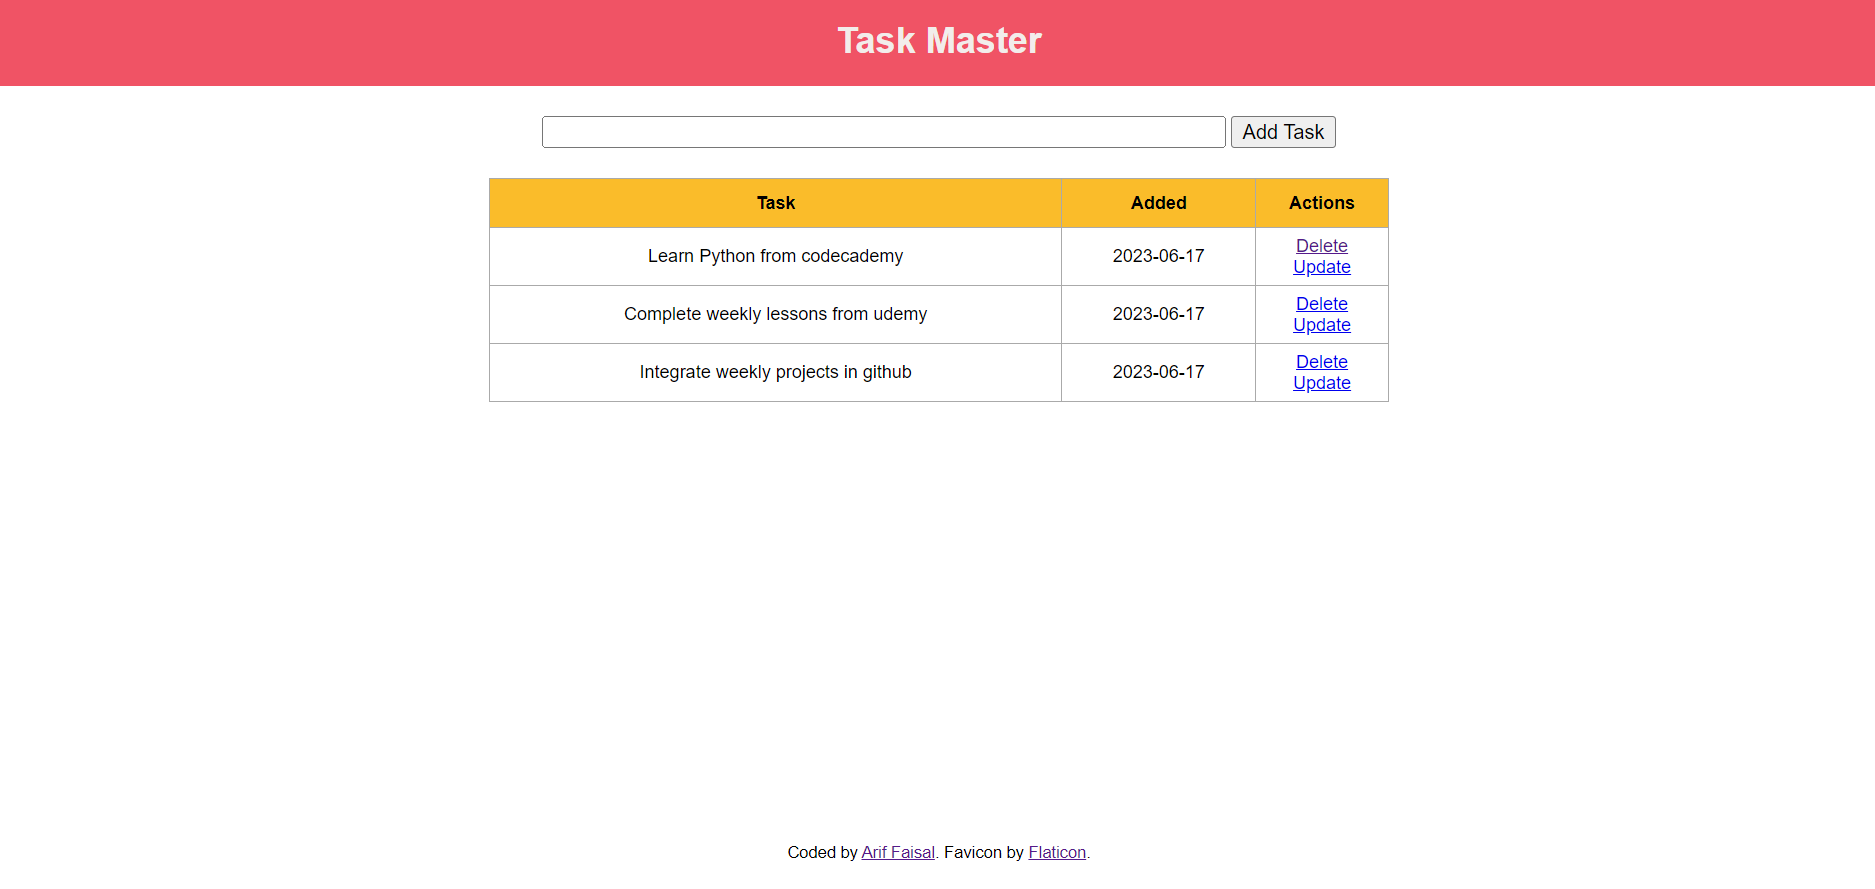 Task Master
Add Task
Task Added Actions
Learn Python from codecademy 2023-06-17 Delete
Update
Complete weekly lessons from udemy 2023-06-17 Delete
Update
Integrate weekly projects in github 2023-06-17 Delete
Update
Coded by Arif Faisal. Favicon by Flaticon.